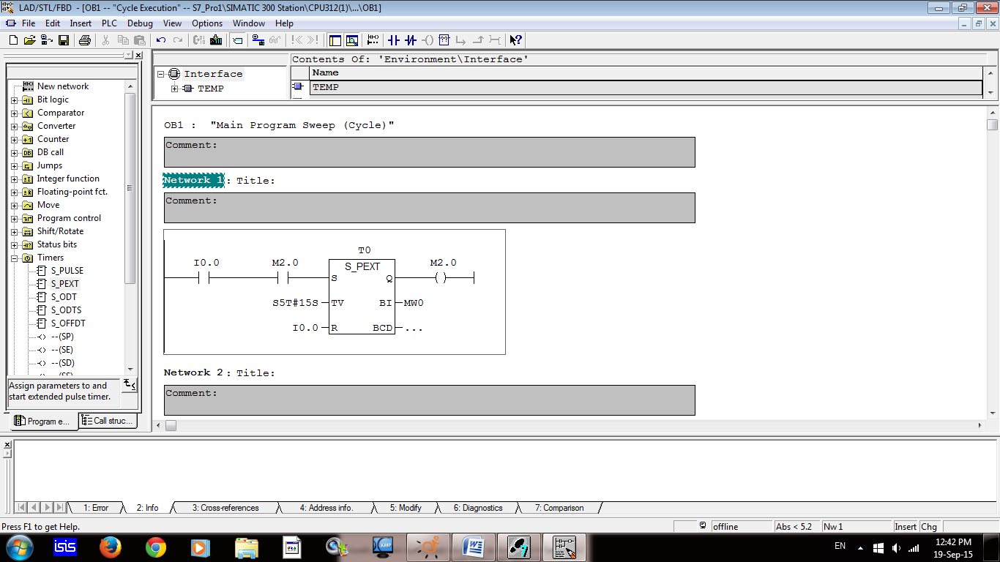 LAD/STL/FBD - [OB1 -- "Cycle Execution" -- S7_Pro1\SIMATIC 300 Station\CPU312(1)\...\OB1]
File Edit Insert PLC Debug View Options Window Help
New network
Bit logic
Comparator
Converter
Counter
DB call
Jumps
Integer function
Floating-point fct.
Move
Program control
Shift/Rotate
Status bits
Timers
S_PULSE
S_PEXT
S_ODT
S_ODTS
S_OFFDT
--(SP)
--(SE)
--(SD)
Assign parameters to and
start extended pulse timer.
Program e... Call struc...
Contents Of: 'Environment\Interface'
Interface
TEMP
Name
TEMP
OB1 : "Main Program Sweep (Cycle)"
Comment:
Network 1 : Title:
Comment:
T0
I0.0 M2.0 S_PEXT M2.0
S Q
S5T#15S TV BI MW0
I0.0 R BCD ...
Network 2 : Title:
Comment:
1: Error 2: Info 3: Cross-references 4: Address info. 5: Modify 6: Diagnostics 7: Comparison
Press F1 to get Help. offline Abs < 5.2 Nw 1 Insert Chg
isis KMP EN 12:42 PM
19-Sep-15